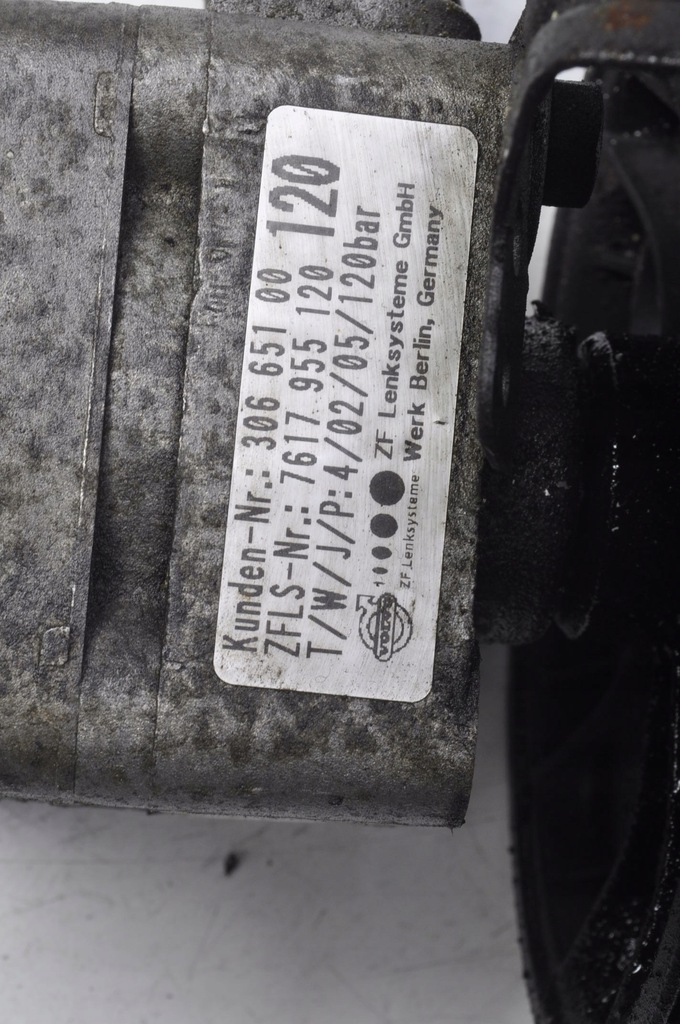 Kunden-Nr.: 306 651 00
ZFLS-Nr.: 7617 955 120
120
T/W/J/P: 4/02/05/120bar
VOLVO
ZF Lenksysteme GmbH
ZF Lenksysteme
Werk Berlin, Germany